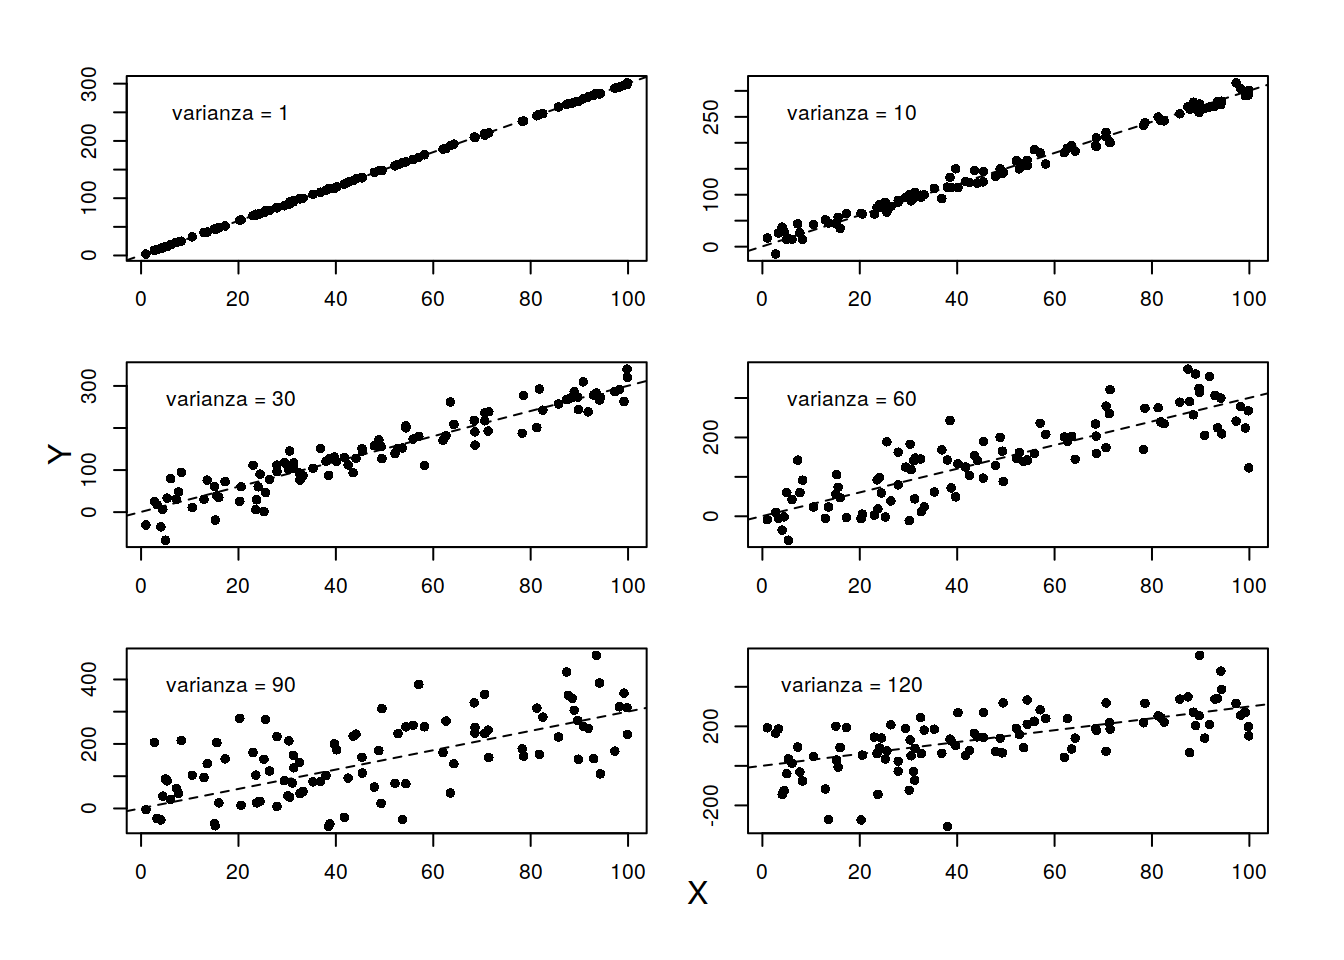 varianza = 1
0 100 200 300
0 20 40 60 80 100
varianza = 10
0 100 250
0 20 40 60 80 100
varianza = 30
0 100 300
0 20 40 60 80 100
varianza = 60
0 200
0 20 40 60 80 100
varianza = 90
0 200 400
0 20 40 60 80 100
varianza = 120
-200 200
0 20 40 60 80 100
Y
X